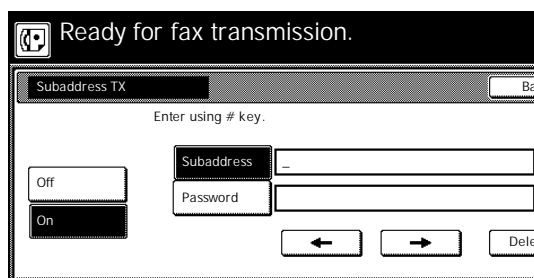 Ready for fax transmission.
Subaddress TX
Enter using # key.
Subaddress _
Off
Password
On